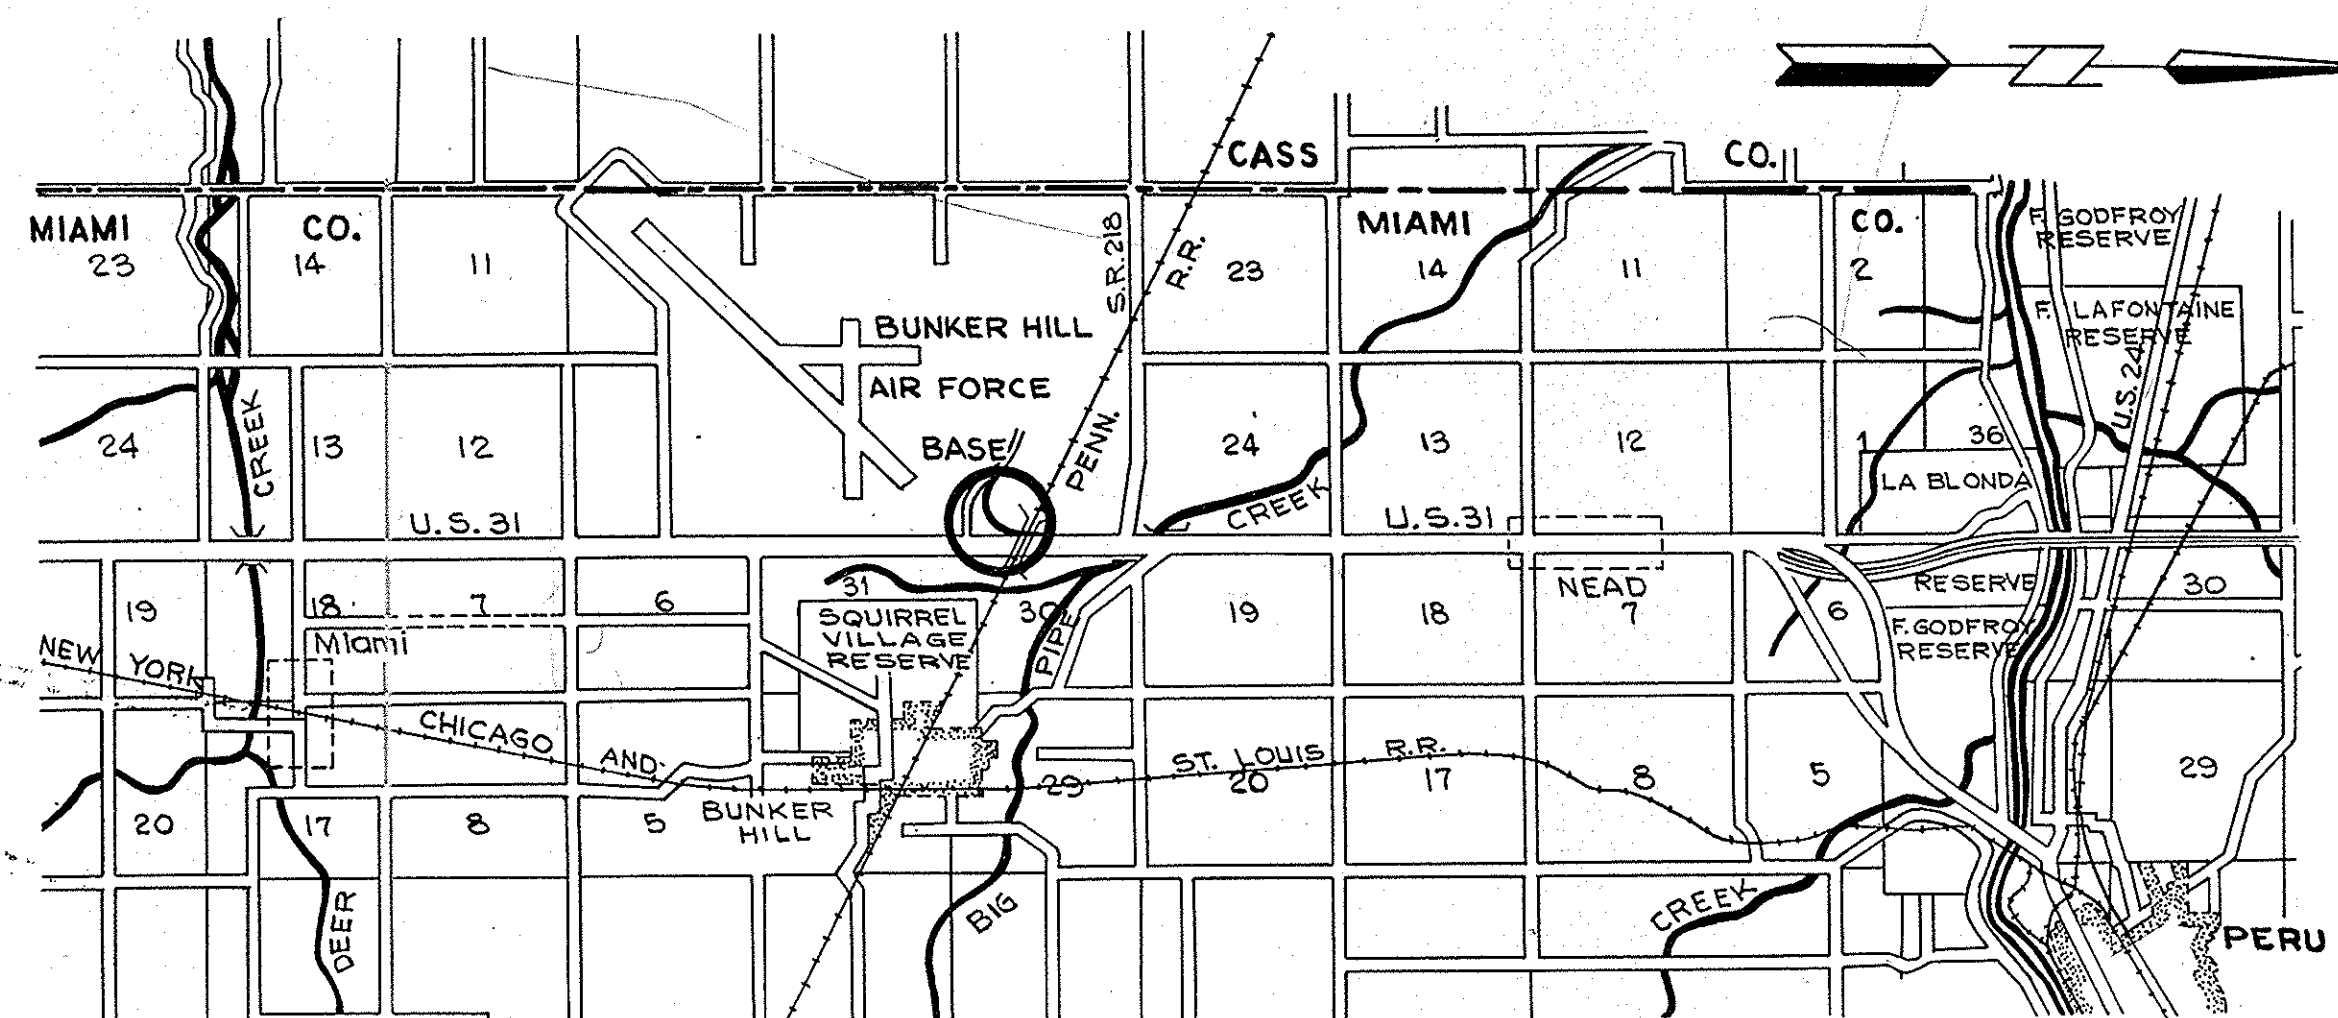 N
CASS CO.
MIAMI CO. MIAMI CO.
23 14 11 23 14 11 2
S.R. 218
R.R.
F. GODFROY
RESERVE
BUNKER HILL
AIR FORCE
BASE
F. LAFONTAINE
RESERVE
U.S. 24
PENN.
24 13 12 24 13 12 1 36
CREEK
LA BLONDA
CREEK
U.S. 31 U.S. 31
19 18 7 6 31 30 19 18 7 6 30
NEAD
RESERVE
Miami
SQUIRREL
VILLAGE
RESERVE
PIPE
F. GODFROY
RESERVE
NEW YORK CHICAGO AND ST. LOUIS R.R.
20 17 8 5 29 20 17 8 5 29
BUNKER
HILL
DEER
BIG
CREEK
PERU